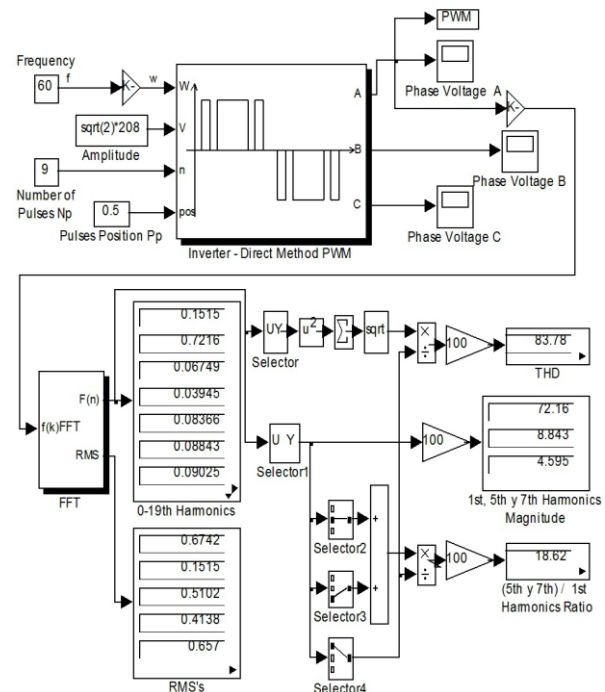 PWM
Frequency
60
f
K-
w
W
V
n
pos
A
B
C
sqrt(2)*208
Amplitude
9
Number of
Pulses Np
0.5
Pulses Position Pp
Inverter - Direct Method PWM
Phase Voltage A
K-
Phase Voltage B
Phase Voltage C
f(k)FFT
F(n)
RMS
FFT
0.1515
0.7216
0.06749
0.03945
0.08366
0.08843
0.09025
0-19th Harmonics
0.6742
0.1515
0.5102
0.4138
0.657
RMS's
UY
Selector
u²
∑
sqrt
×
÷
100
83.78
THD
U Y
Selector1
100
72.16
8.843
4.595
1st, 5th y 7th Harmonics
Magnitude
Selector2
+
Selector3
+
Selector4
×
÷
100
18.62
(5th y 7th) / 1st
Harmonics Ratio